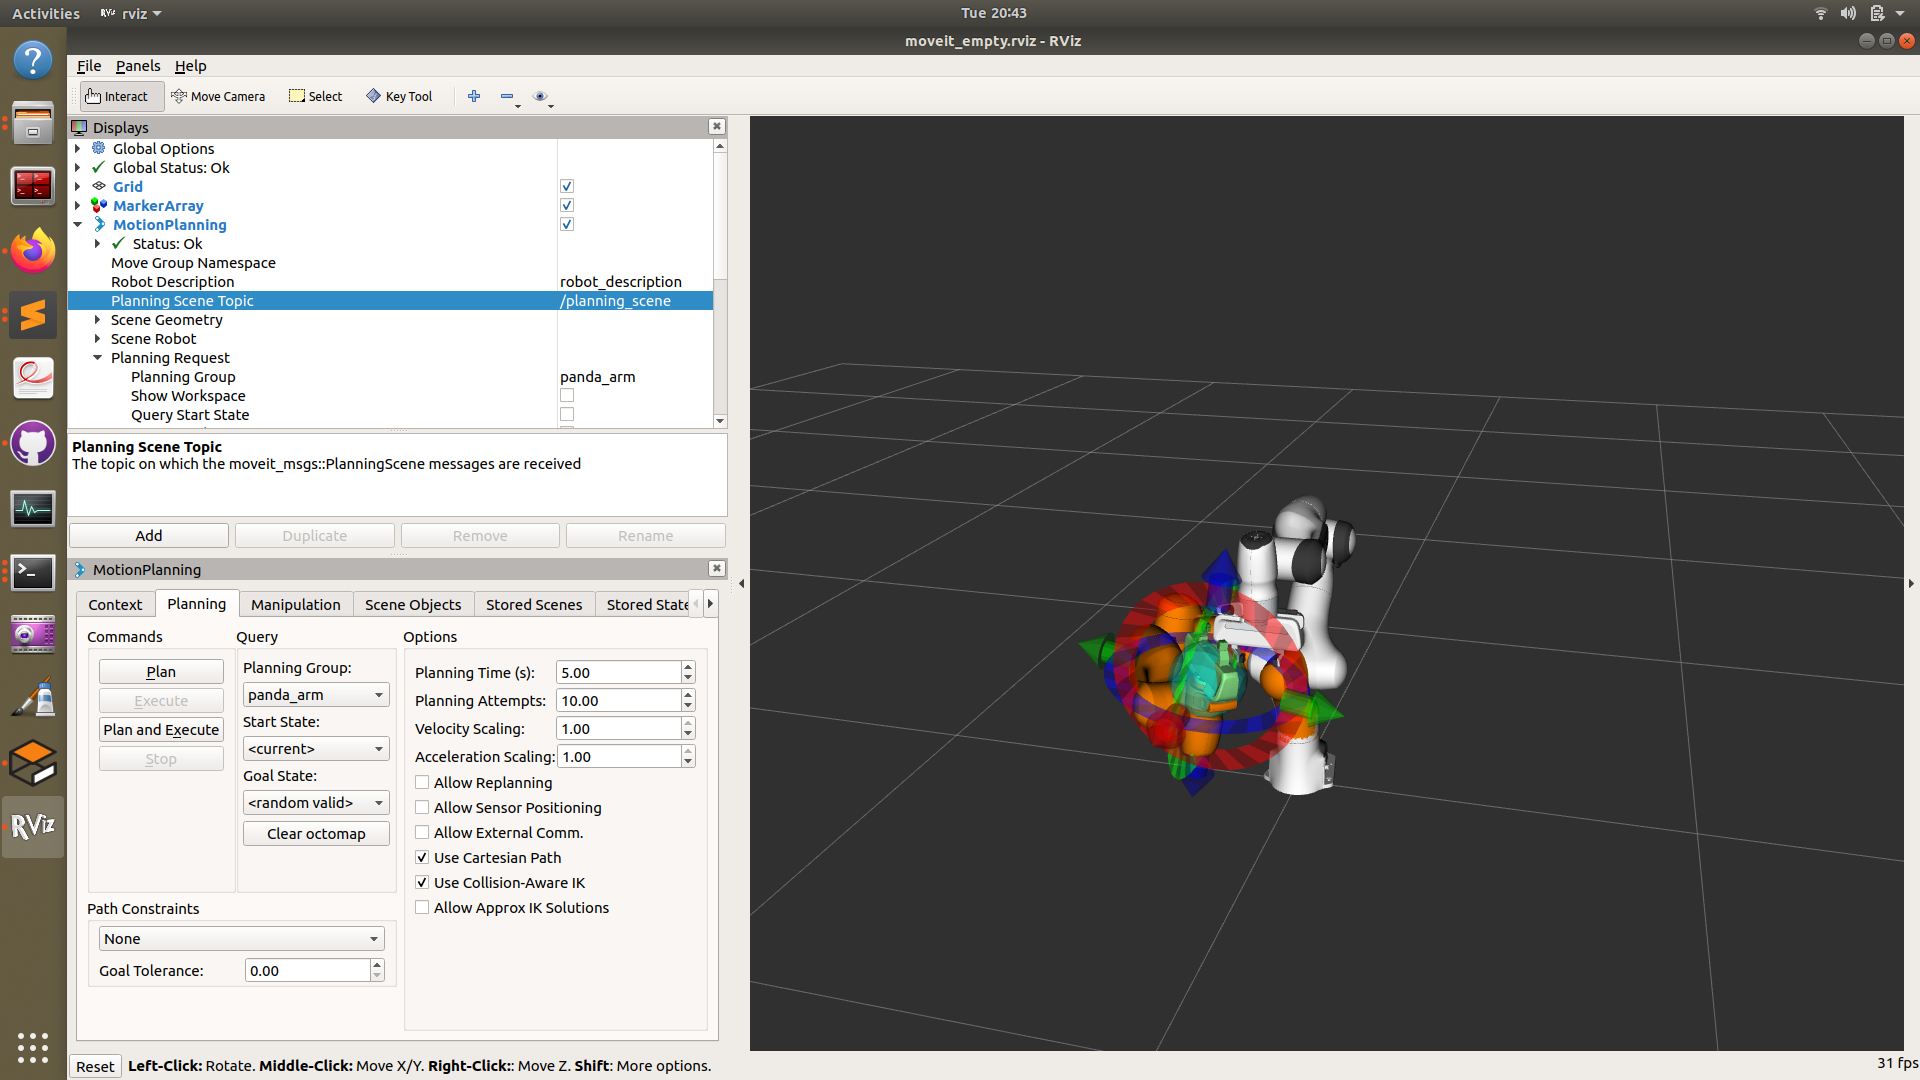 Activities
RViz rviz
Tue 20:43
moveit_empty.rviz - RViz
File Panels Help
Interact Move Camera Select Key Tool
Displays
Global Options
Global Status: Ok
Grid
MarkerArray
MotionPlanning
Status: Ok
Move Group Namespace
Robot Description robot_description
Planning Scene Topic /planning_scene
Scene Geometry
Scene Robot
Planning Request
Planning Group panda_arm
Show Workspace
Query Start State
Planning Scene Topic
The topic on which the moveit_msgs::PlanningScene messages are received
Add Duplicate Remove Rename
MotionPlanning
Context Planning Manipulation Scene Objects Stored Scenes Stored State
Commands
Plan
Execute
Plan and Execute
Stop
Query
Planning Group:
panda_arm
Start State:
<current>
Goal State:
<random valid>
Clear octomap
Options
Planning Time (s): 5.00
Planning Attempts: 10.00
Velocity Scaling: 1.00
Acceleration Scaling: 1.00
Allow Replanning
Allow Sensor Positioning
Allow External Comm.
Use Cartesian Path
Use Collision-Aware IK
Allow Approx IK Solutions
Path Constraints
None
Goal Tolerance: 0.00
RViz
Reset Left-Click: Rotate. Middle-Click: Move X/Y. Right-Click:: Move Z. Shift: More options.
31 fps